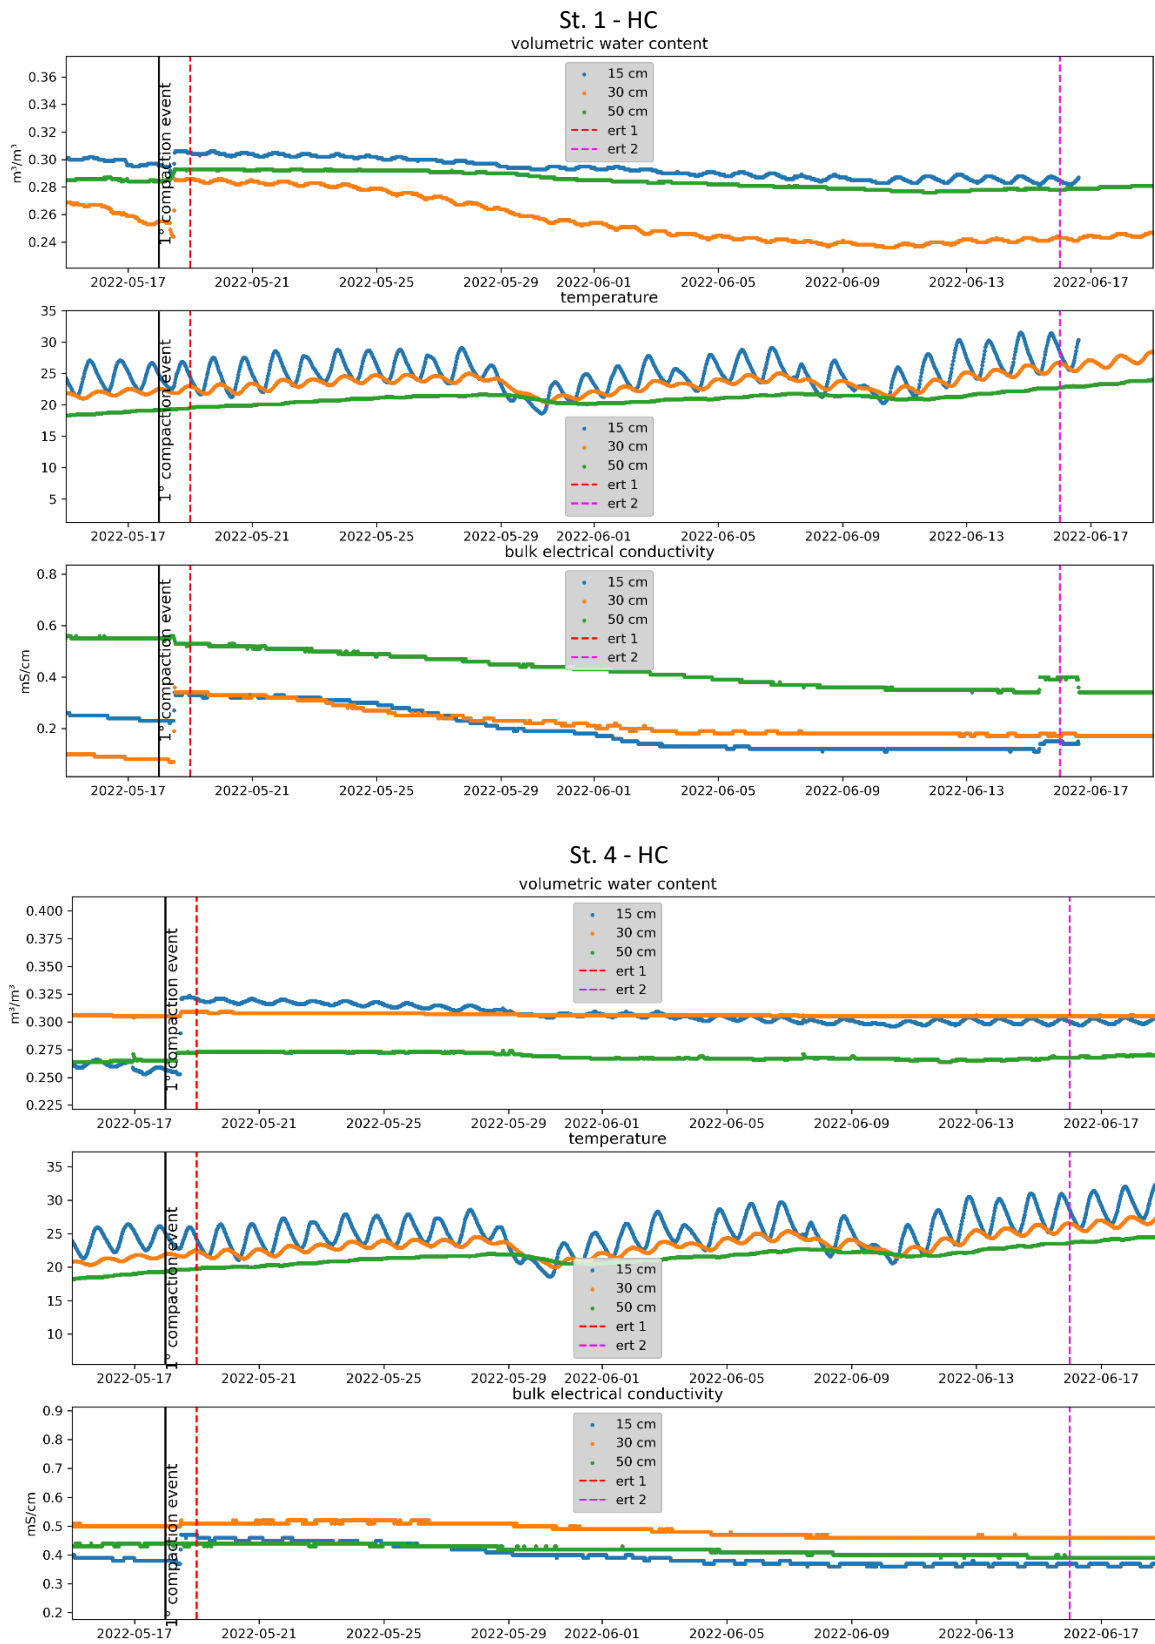 St. 1 - HC
volumetric water content
0.36
0.34
0.32
0.30
0.28
0.26
0.24
m³/m³
1° compaction event
15 cm
30 cm
50 cm
ert 1
ert 2
2022-05-17 2022-05-21 2022-05-25 2022-05-29 2022-06-01 2022-06-05 2022-06-09 2022-06-13 2022-06-17
temperature
35
30
25
20
15
10
5
1° compaction event
15 cm
30 cm
50 cm
ert 1
ert 2
2022-05-17 2022-05-21 2022-05-25 2022-05-29 2022-06-01 2022-06-05 2022-06-09 2022-06-13 2022-06-17
bulk electrical conductivity
0.8
0.6
0.4
0.2
mS/cm
1° compaction event
15 cm
30 cm
50 cm
ert 1
ert 2
2022-05-17 2022-05-21 2022-05-25 2022-05-29 2022-06-01 2022-06-05 2022-06-09 2022-06-13 2022-06-17
St. 4 - HC
volumetric water content
0.400
0.375
0.350
0.325
0.300
0.275
0.250
0.225
m³/m³
1° compaction event
15 cm
30 cm
50 cm
ert 1
ert 2
2022-05-17 2022-05-21 2022-05-25 2022-05-29 2022-06-01 2022-06-05 2022-06-09 2022-06-13 2022-06-17
temperature
35
30
25
20
15
10
1° compaction event
15 cm
30 cm
50 cm
ert 1
ert 2
2022-05-17 2022-05-21 2022-05-25 2022-05-29 2022-06-01 2022-06-05 2022-06-09 2022-06-13 2022-06-17
bulk electrical conductivity
0.9
0.8
0.7
0.6
0.5
0.4
0.3
0.2
mS/cm
1° compaction event
15 cm
30 cm
50 cm
ert 1
ert 2
2022-05-17 2022-05-21 2022-05-25 2022-05-29 2022-06-01 2022-06-05 2022-06-09 2022-06-13 2022-06-17